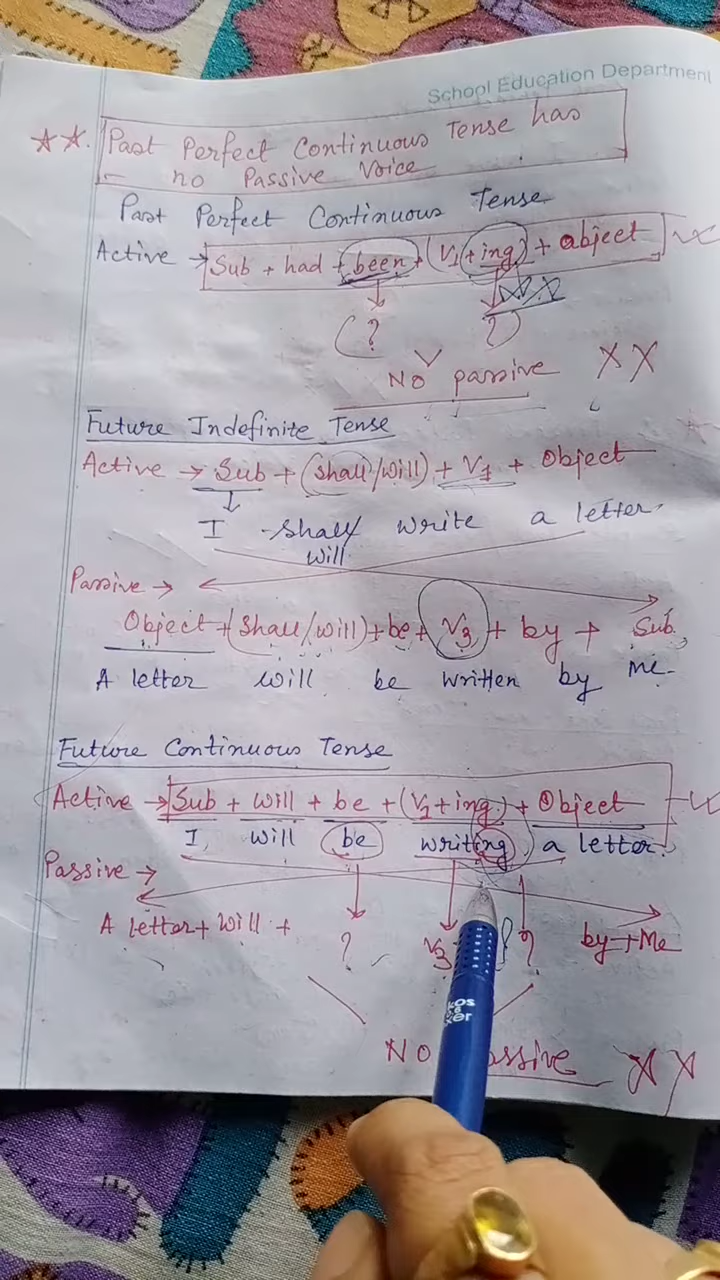 School Education Department
★★. Past Perfect Continuous Tense has
– no Passive Voice
Past Perfect Continuous Tense
Active → Sub + had + been + (V1 + ing) + object
? ?
No passive X X
Future Indefinite Tense
Active → Sub + (shall/will) + V1 + Object
I shall write a letter.
will
Passive →
Object + (Shall/will) + be + V3 + by + Sub,
A letter will be written by me.
Future Continuous Tense
Active → Sub + will + be + (V1 + ing) + Object
I will be writing a letter.
Passive →
A letter + will + ? V3 ? by + Me
No passive X X